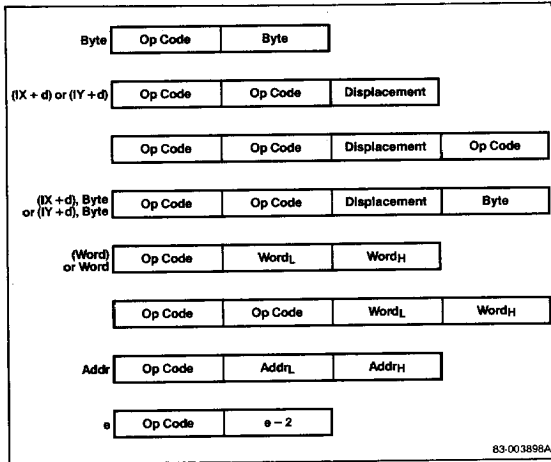 Byte Op Code Byte
(IX + d) or (IY + d) Op Code Op Code Displacement
Op Code Op Code Displacement Op Code
(IX + d), Byte
or (IY + d), Byte Op Code Op Code Displacement Byte
(Word)
or Word Op Code WordL WordH
Op Code Op Code WordL WordH
Addr Op Code AddrL AddrH
e Op Code e – 2
83-003898A